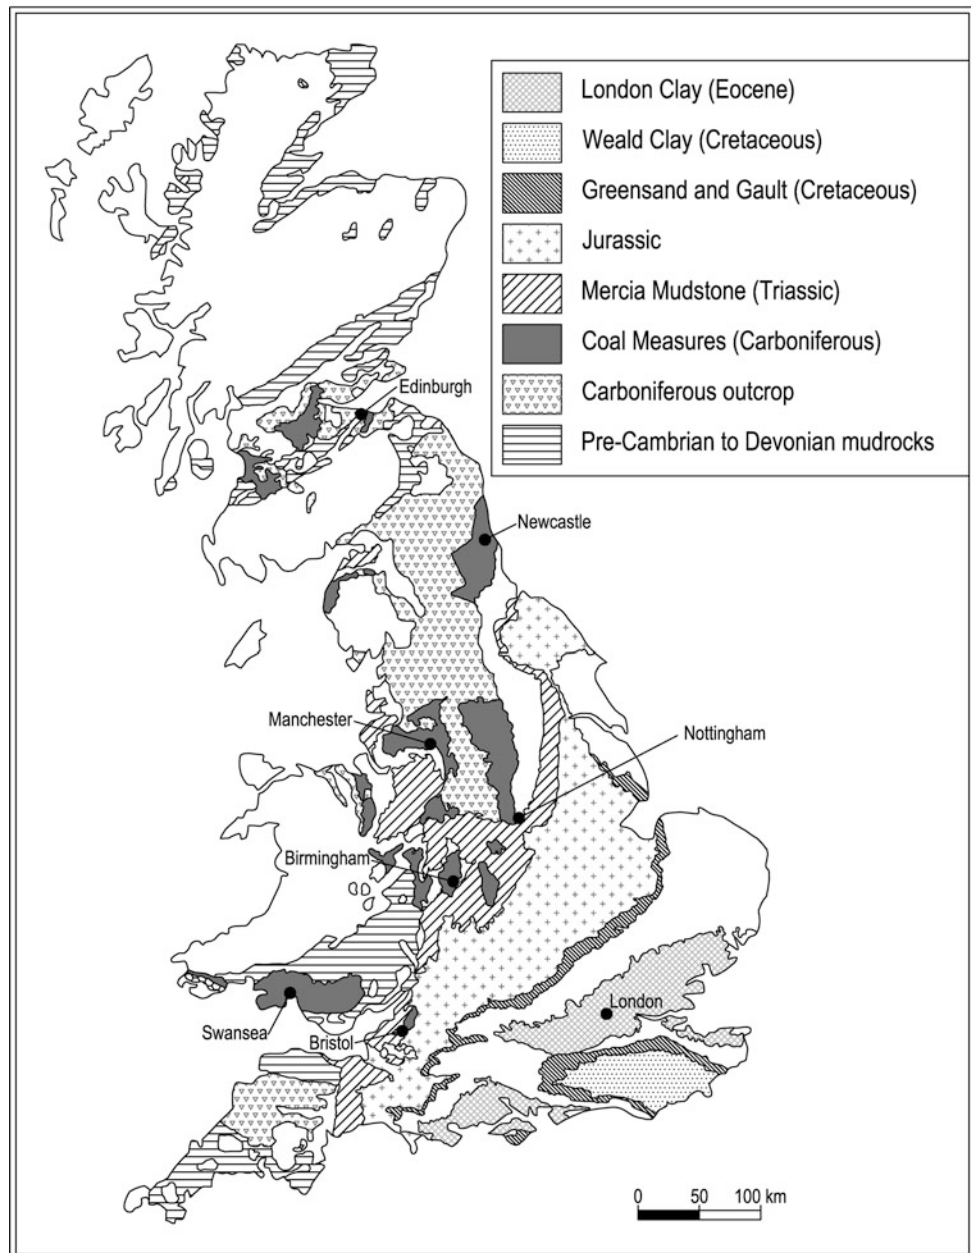 London Clay (Eocene)
Weald Clay (Cretaceous)
Greensand and Gault (Cretaceous)
Jurassic
Mercia Mudstone (Triassic)
Coal Measures (Carboniferous)
Carboniferous outcrop
Pre-Cambrian to Devonian mudrocks
Edinburgh
Newcastle
Manchester
Nottingham
Birmingham
London
Swansea
Bristol
0 50 100 km